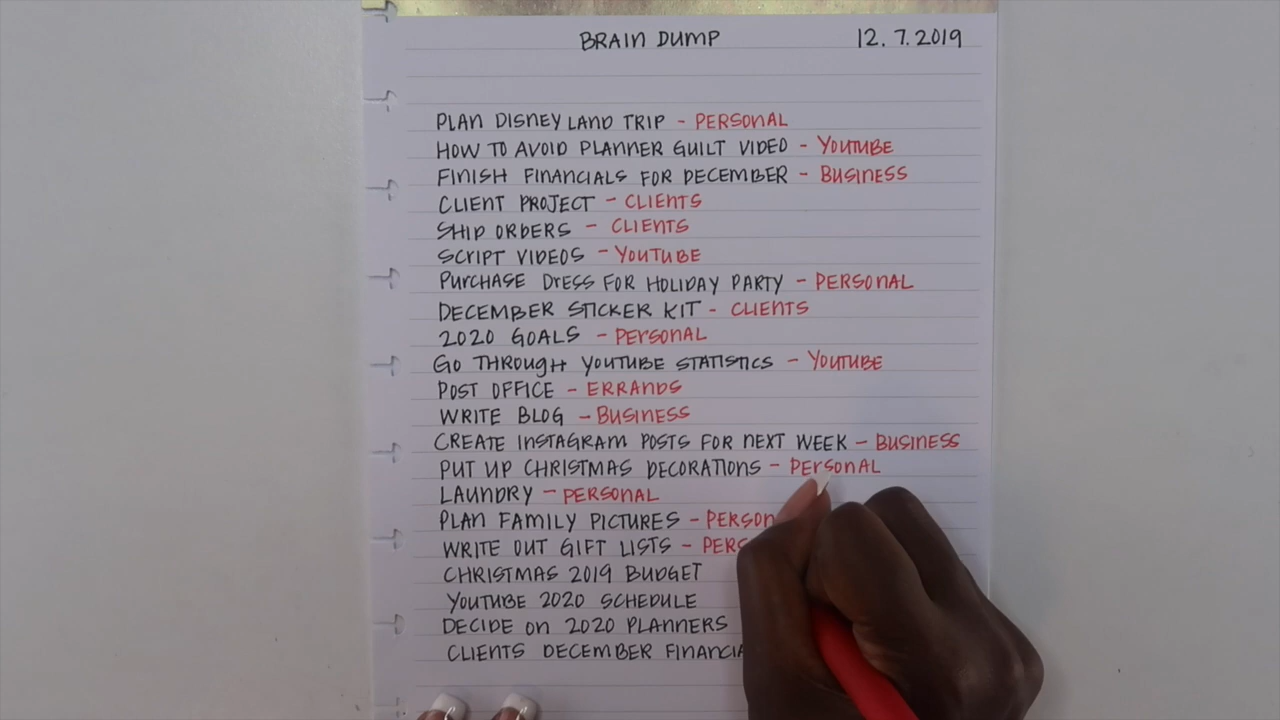 BRAIN DUMP 12.7.2019
PLAN DISNEYLAND TRIP - PERSONAL
HOW TO AVOID PLANNER GUILT VIDEO - YOUTUBE
FINISH FINANCIALS FOR DECEMBER - BUSINESS
CLIENT PROJECT - CLIENTS
SHIP ORDERS - CLIENTS
SCRIPT VIDEOS - YOUTUBE
PURCHASE DRESS FOR HOLIDAY PARTY - PERSONAL
DECEMBER STICKER KIT - CLIENTS
2020 GOALS - PERSONAL
GO THROUGH YOUTUBE STATISTICS - YOUTUBE
POST OFFICE - ERRANDS
WRITE BLOG - BUSINESS
CREATE INSTAGRAM POSTS FOR NEXT WEEK - BUSINESS
PUT UP CHRISTMAS DECORATIONS - PERSONAL
LAUNDRY - PERSONAL
PLAN FAMILY PICTURES - PERSON
WRITE OUT GIFT LISTS - PERS
CHRISTMAS 2019 BUDGET
YOUTUBE 2020 SCHEDULE
DECIDE ON 2020 PLANNERS
CLIENTS DECEMBER FINANCIA